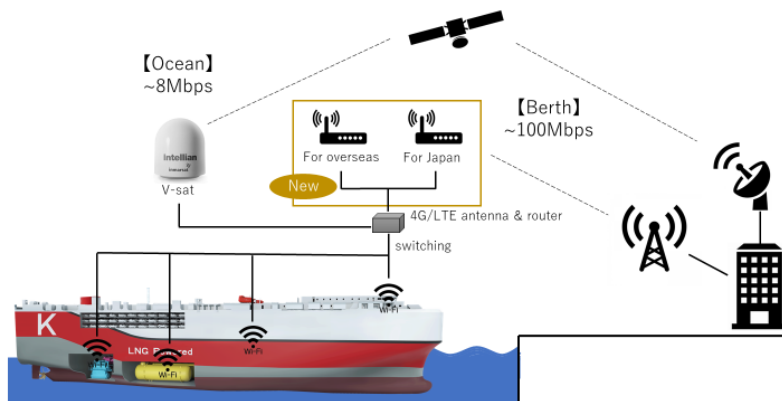 【Ocean】
~8Mbps
【Berth】
~100Mbps
Intellian
inmarsat
V-sat
For overseas
For Japan
New
4G/LTE antenna & router
switching
Wi-Fi
K
LNG Powered
Wi-Fi
Wi-Fi
Wi-Fi